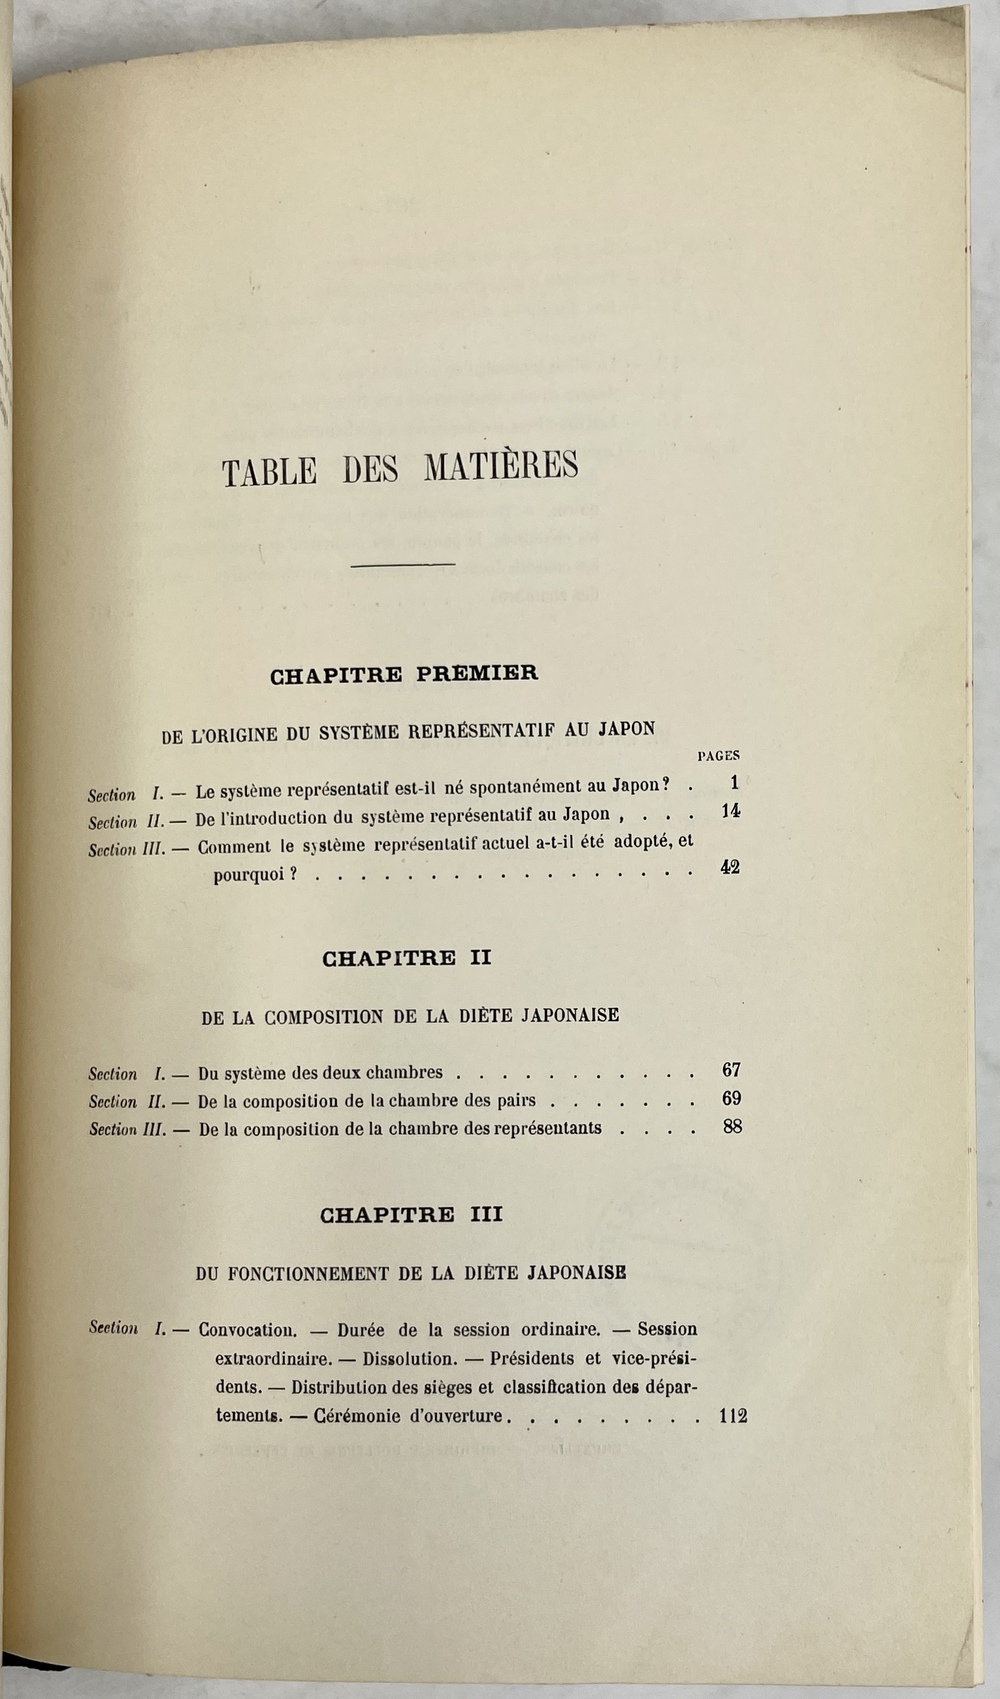 TABLE DES MATIÈRES
CHAPITRE PREMIER
DE L'ORIGINE DU SYSTÈME REPRÉSENTATIF AU JAPON
PAGES
Section I. — Le système représentatif est-il né spontanément au Japon? . 1
Section II. — De l'introduction du système représentatif au Japon , . . . 14
Section III. — Comment le système représentatif actuel a-t-il été adopté, et
pourquoi ? . . . . . . . . . . . . . . . . . 42
CHAPITRE II
DE LA COMPOSITION DE LA DIÈTE JAPONAISE
Section I. — Du système des deux chambres . . . . . . . . . . . 67
Section II. — De la composition de la chambre des pairs . . . . . . . 69
Section III. — De la composition de la chambre des représentants . . . . 88
CHAPITRE III
DU FONCTIONNEMENT DE LA DIÈTE JAPONAISE
Section I. — Convocation. — Durée de la session ordinaire. — Session
extraordinaire. — Dissolution. — Présidents et vice-prési-
dents. — Distribution des sièges et classification des dépar-
tements. — Cérémonie d'ouverture. . . . . . . . . 112